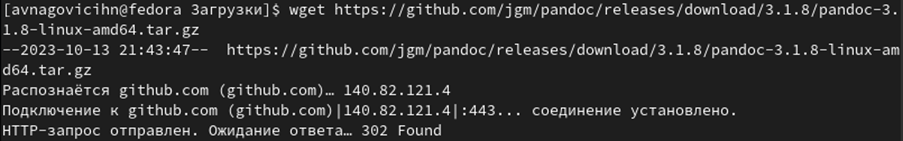 [avnagovicihn@fedora Загрузки]$ wget https://github.com/jgm/pandoc/releases/download/3.1.8/pandoc-3.
1.8-linux-amd64.tar.gz
--2023-10-13 21:43:47--  https://github.com/jgm/pandoc/releases/download/3.1.8/pandoc-3.1.8-linux-am
d64.tar.gz
Распознаётся github.com (github.com)… 140.82.121.4
Подключение к github.com (github.com)|140.82.121.4|:443... соединение установлено.
HTTP-запрос отправлен. Ожидание ответа… 302 Found